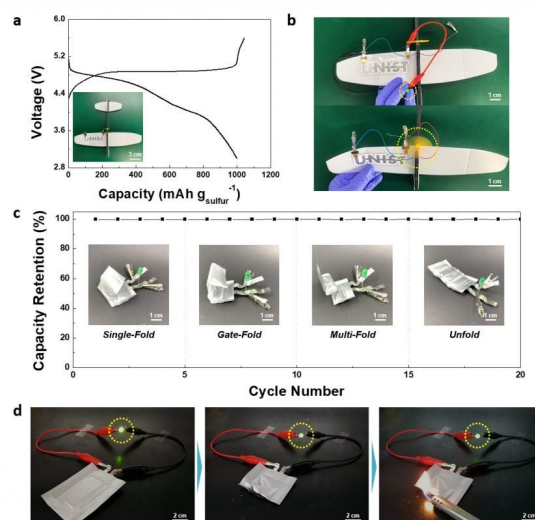 a
Voltage (V)
6.0
5.2
4.4
3.6
2.8
0 200 400 600 800 1000 1200
Capacity (mAh g_sulfur^-1)
3 cm
b
UNIST
1 cm
UNIST
1 cm
c
Capacity Retention (%)
100
80
60
40
20
0
1 cm
1 cm
1 cm
1 cm
Single-Fold
Gate-Fold
Multi-Fold
Unfold
0 5 10 15 20
Cycle Number
d
2 cm
2 cm
2 cm